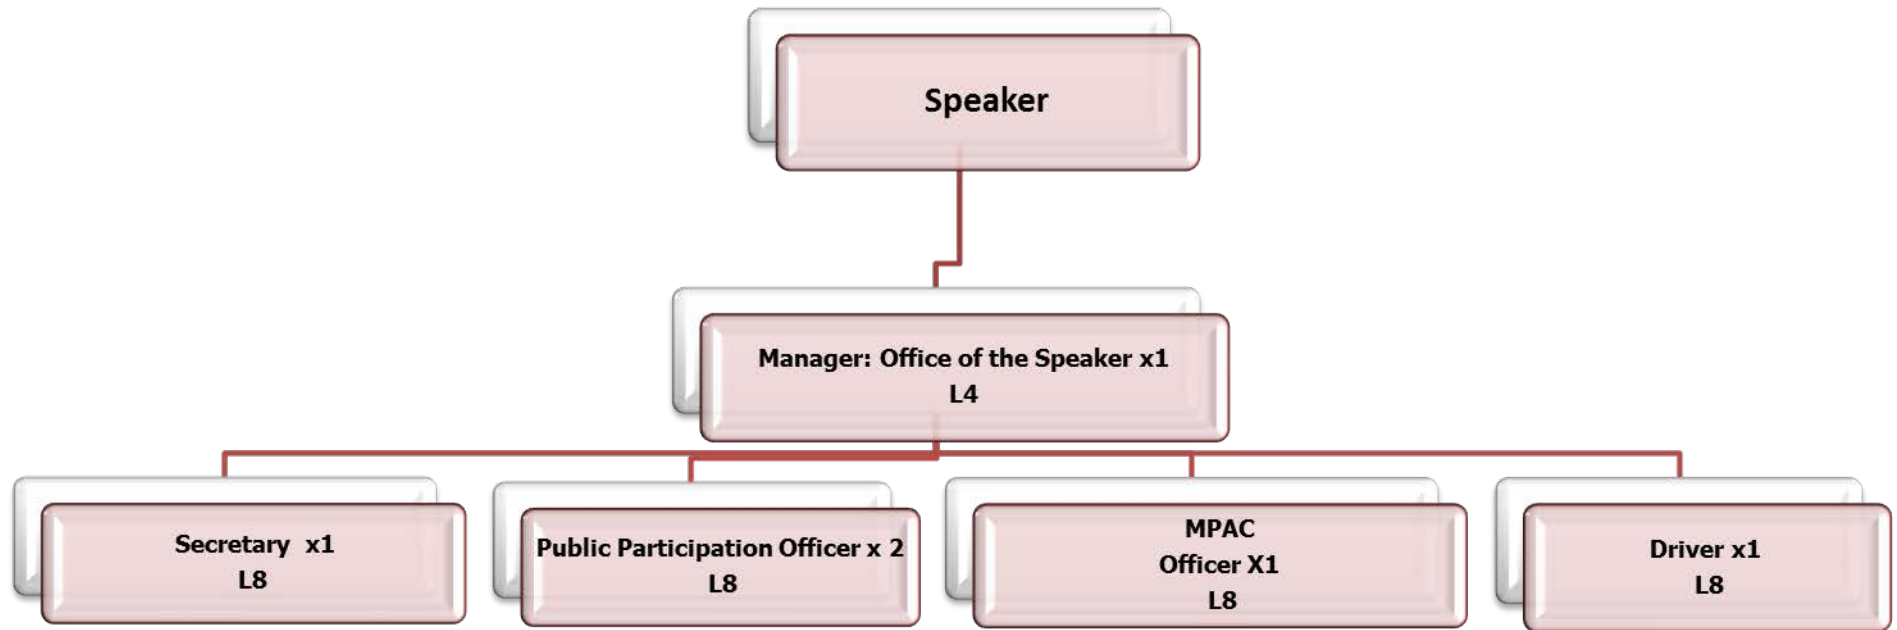 Speaker
Manager: Office of the Speaker x1
L4
Secretary x1
L8
Public Participation Officer x 2
L8
MPAC
Officer X1
L8
Driver x1
L8